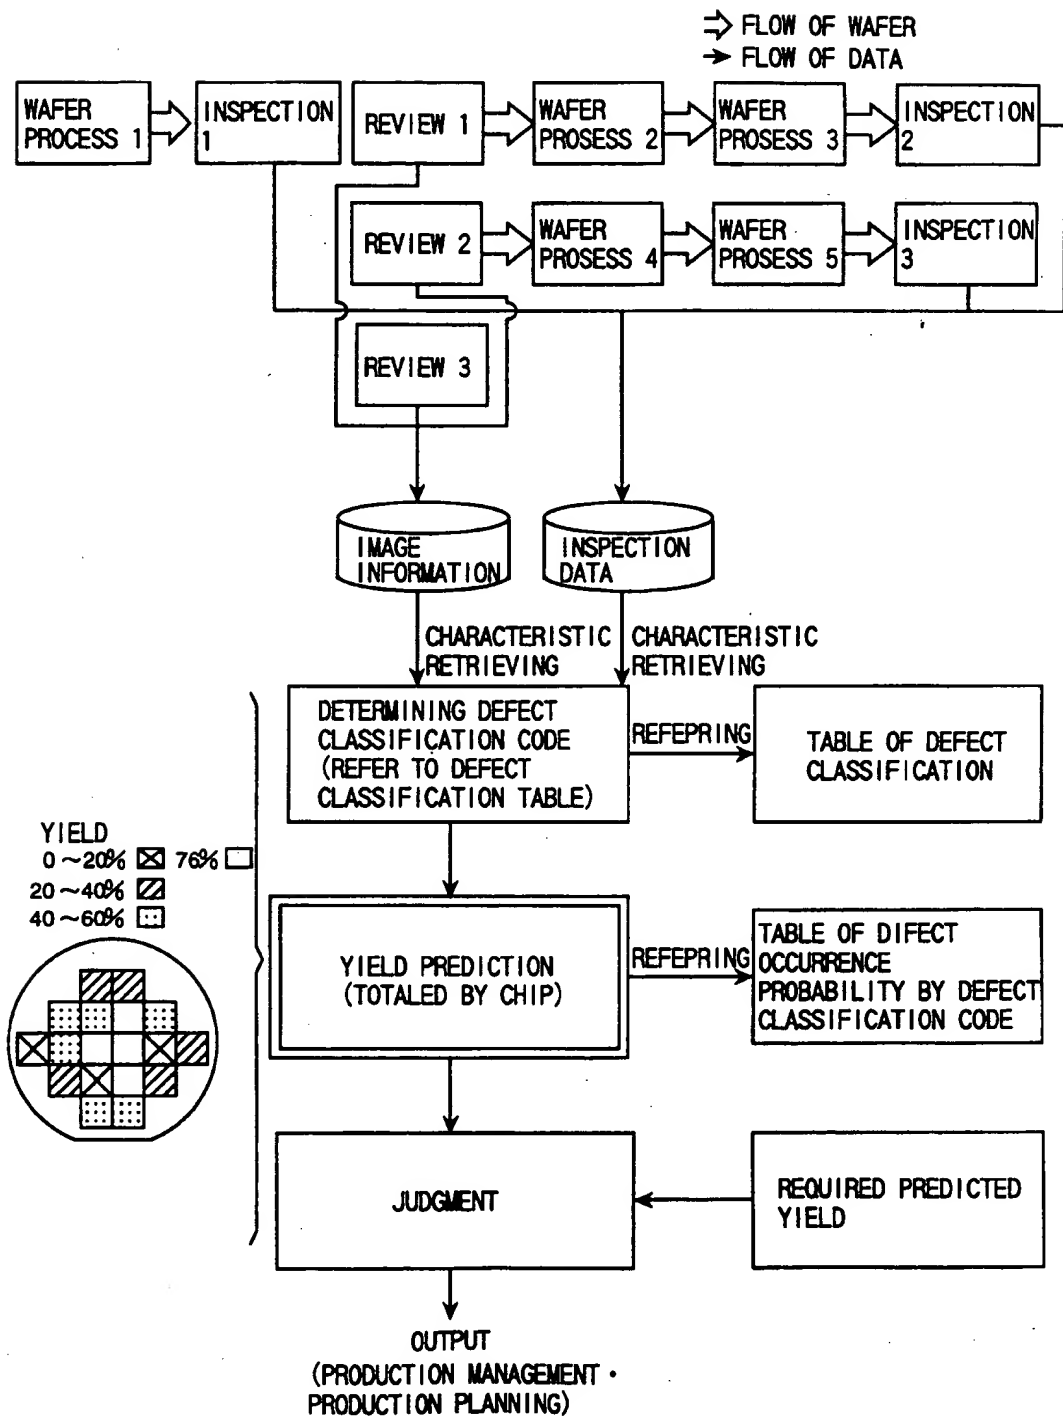 FLOW OF WAFER
FLOW OF DATA
WAFER
PROCESS 1
INSPECTION
1
REVIEW 1
WAFER
PROSESS 2
WAFER
PROSESS 3
INSPECTION
2
REVIEW 2
WAFER
PROSESS 4
WAFER
PROSESS 5
INSPECTION
3
REVIEW 3
IMAGE
INFORMATION
INSPECTION
DATA
CHARACTERISTIC
RETRIEVING
CHARACTERISTIC
RETRIEVING
DETERMINING DEFECT
CLASSIFICATION CODE
(REFER TO DEFECT
CLASSIFICATION TABLE)
REFEPRING
TABLE OF DEFECT
CLASSIFICATION
YIELD
0~20% 76%
20~40%
40~60%
YIELD PREDICTION
(TOTALED BY CHIP)
REFEPRING
TABLE OF DIFECT
OCCURRENCE
PROBABILITY BY DEFECT
CLASSIFICATION CODE
JUDGMENT
REQUIRED PREDICTED
YIELD
OUTPUT
(PRODUCTION MANAGEMENT・
PRODUCTION PLANNING)